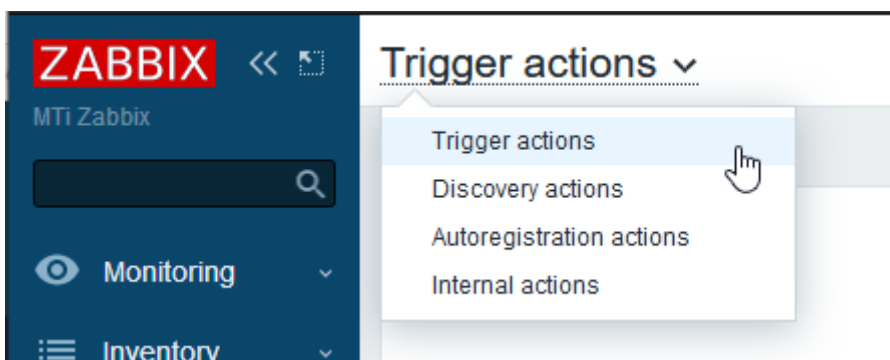 ZABBIX
MTi Zabbix
Monitoring
Inventory
Trigger actions
Trigger actions
Discovery actions
Autoregistration actions
Internal actions